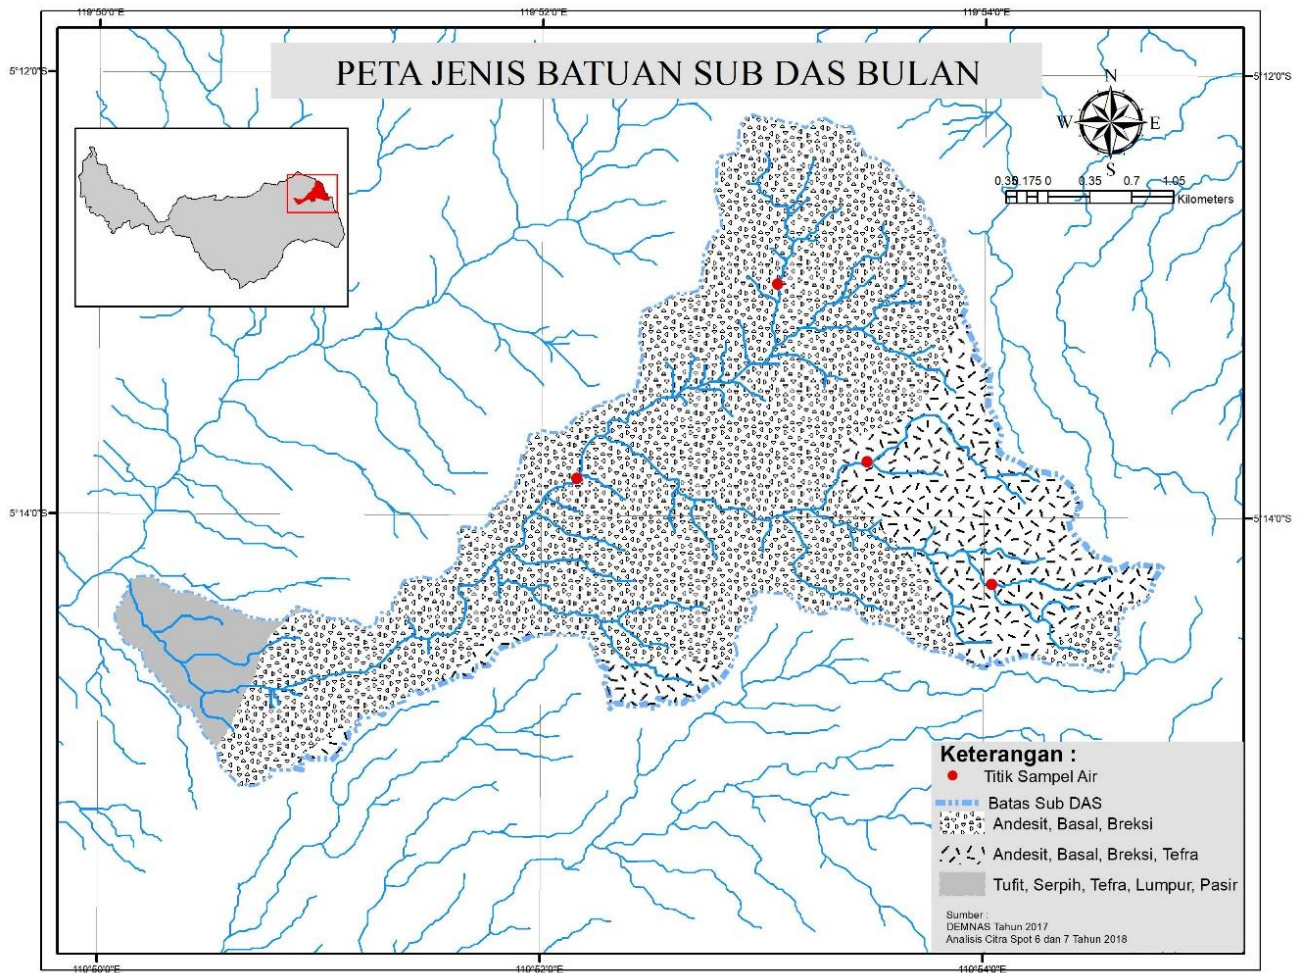 119°50'0"E 119°52'0"E 119°54'0"E
5°12'0"S 5°12'0"S
PETA JENIS BATUAN SUB DAS BULAN
N
W E
S
0.35 0.175 0 0.35 0.7 1.05
Kilometers
5°14'0"S 5°14'0"S
Keterangan :
Titik Sampel Air
Batas Sub DAS
Andesit, Basal, Breksi
Andesit, Basal, Breksi, Tefra
Tufit, Serpih, Tefra, Lumpur, Pasir
Sumber :
DEMNAS Tahun 2017
Analisis Citra Spot 6 dan 7 Tahun 2018
119°50'0"E 119°52'0"E 119°54'0"E